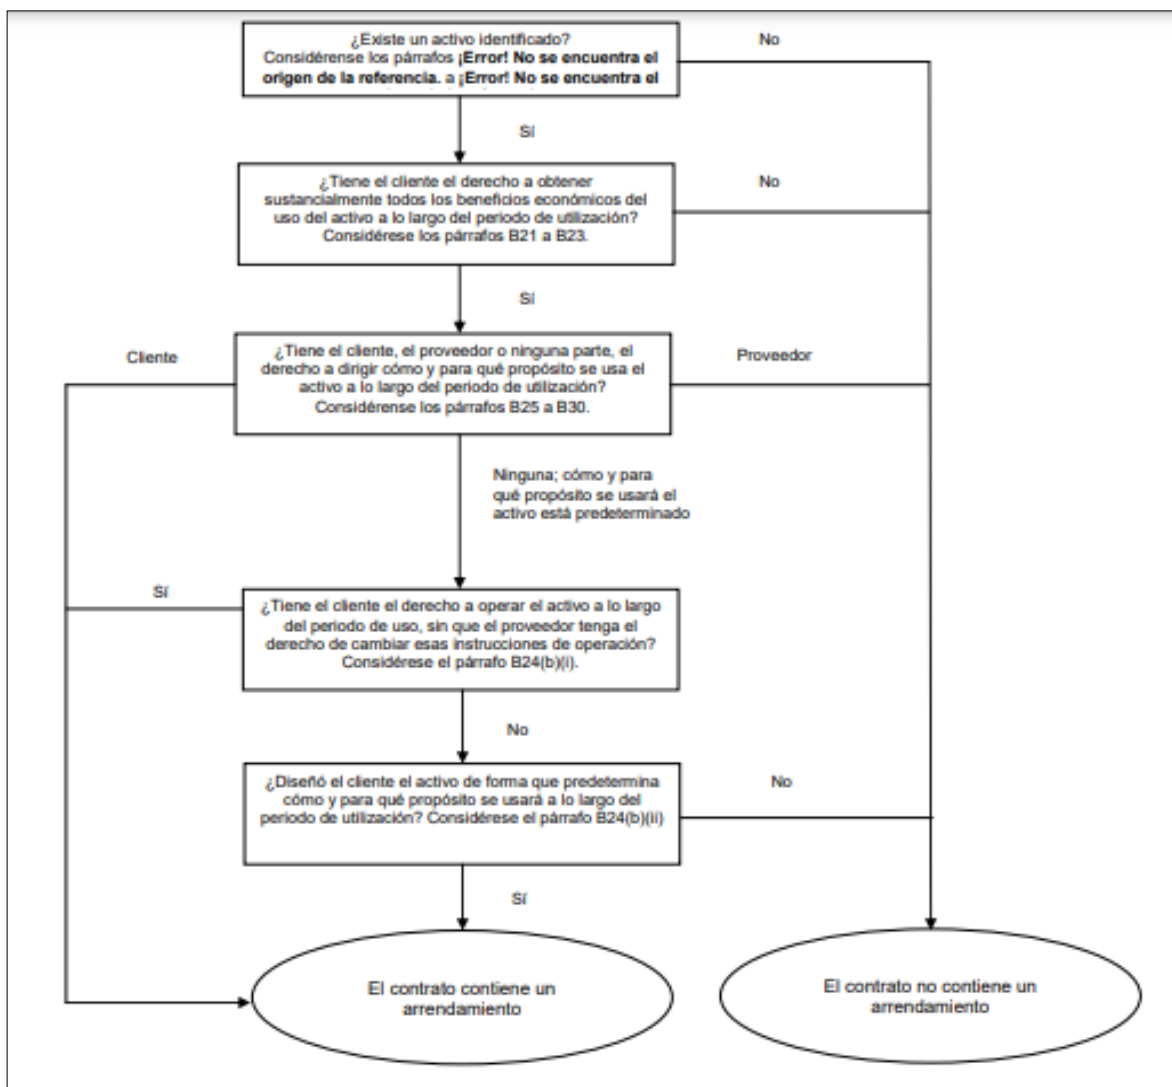 ¿Existe un activo identificado?
No
Considérense los párrafos ¡Error! No se encuentra el
origen de la referencia. a ¡Error! No se encuentra el
Sí
¿Tiene el cliente el derecho a obtener
No
sustancialmente todos los beneficios económicos del
uso del activo a lo largo del periodo de utilización?
Considérese los párrafos B21 a B23.
Sí
Cliente
¿Tiene el cliente, el proveedor o ninguna parte, el
Proveedor
derecho a dirigir cómo y para qué propósito se usa el
activo a lo largo del periodo de utilización?
Considérense los párrafos B25 a B30.
Ninguna; cómo y para
qué propósito se usará el
activo está predeterminado
Sí
¿Tiene el cliente el derecho a operar el activo a lo largo
del periodo de uso, sin que el proveedor tenga el
derecho de cambiar esas instrucciones de operación?
Considérese el párrafo B24(b)(i).
No
¿Diseñó el cliente el activo de forma que predetermina
No
cómo y para qué propósito se usará a lo largo del
periodo de utilización? Considérese el párrafo B24(b)(ii)
Sí
El contrato contiene un
arrendamiento
El contrato no contiene un
arrendamiento